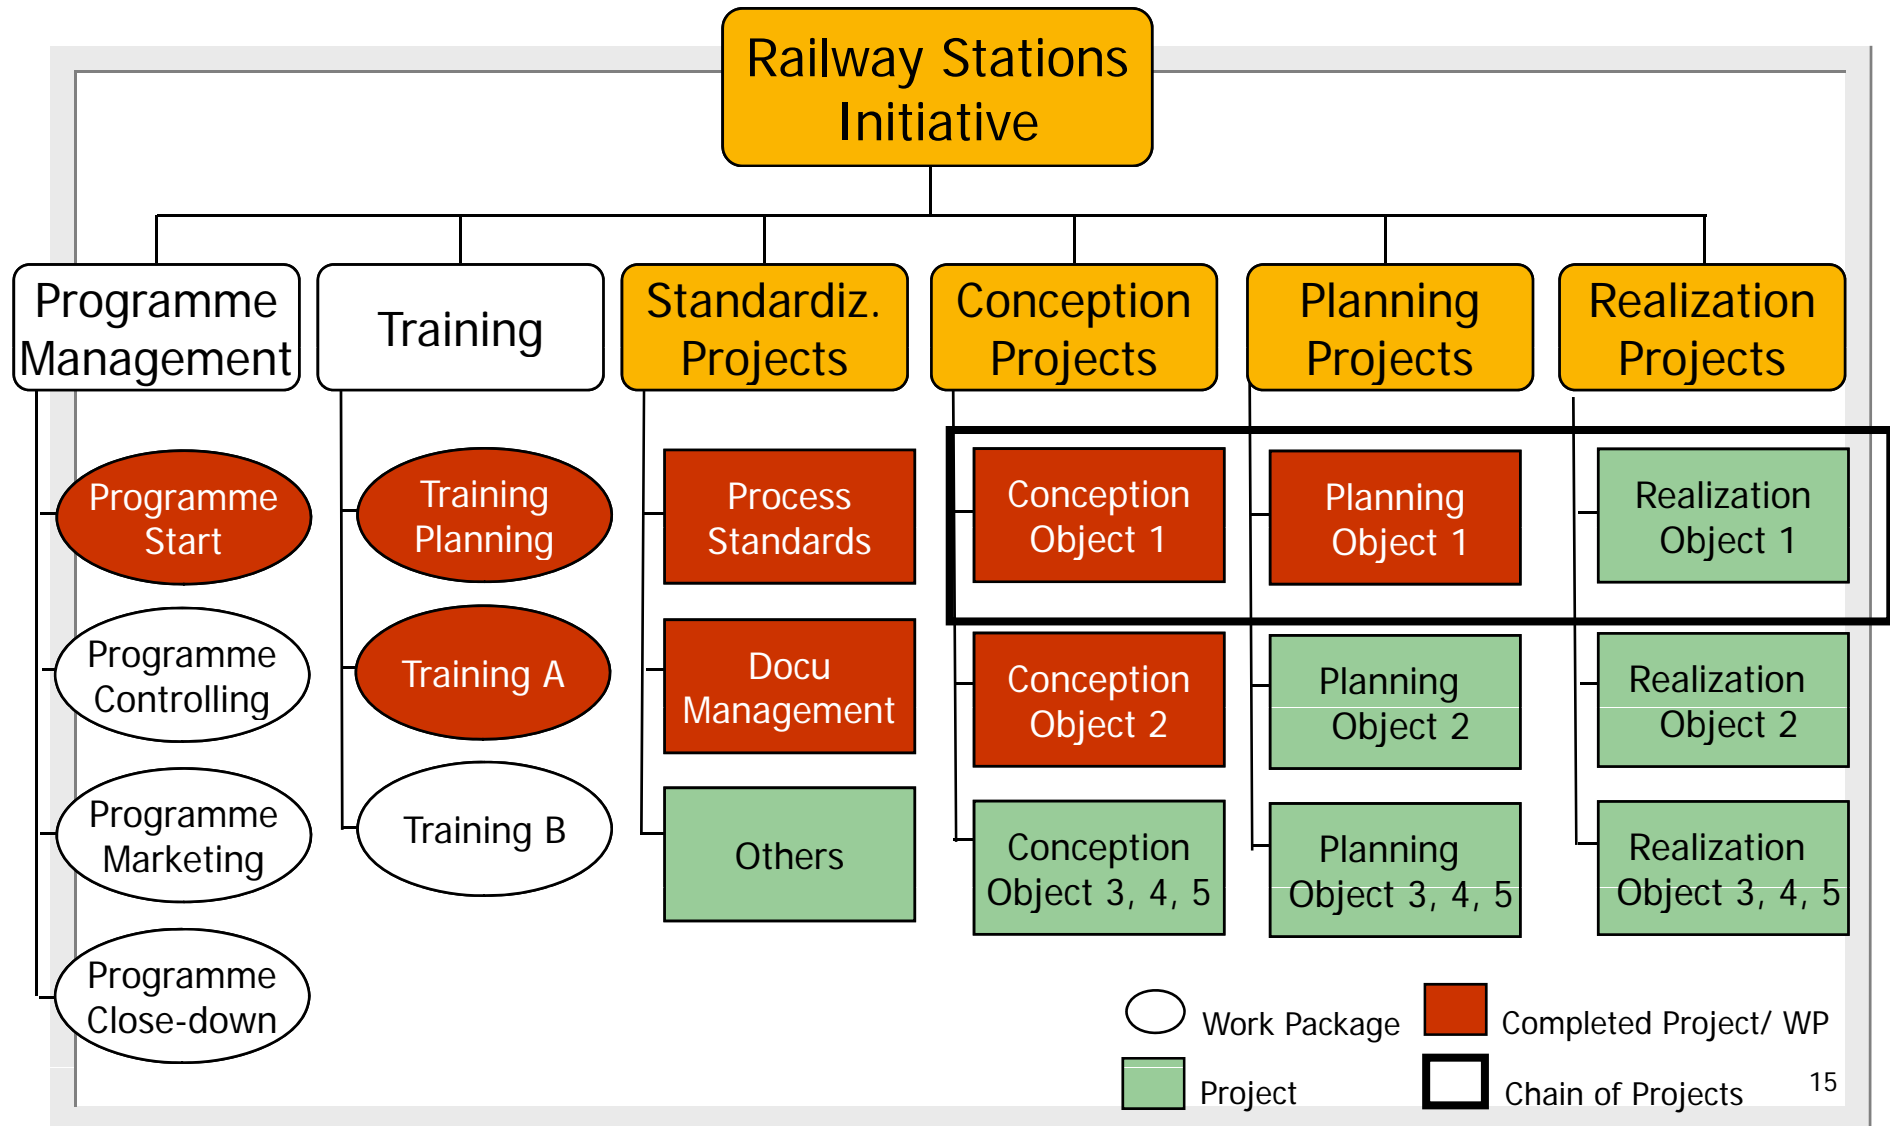 Railway Stations
Initiative
Programme
Management
Training
Standardiz.
Projects
Conception
Projects
Planning
Projects
Realization
Projects
Programme
Start
Programme
Controlling
Programme
Marketing
Programme
Close-down
Training
Planning
Training A
Training B
Process
Standards
Docu
Management
Others
Conception
Object 1
Conception
Object 2
Conception
Object 3, 4, 5
Planning
Object 1
Planning
Object 2
Planning
Object 3, 4, 5
Realization
Object 1
Realization
Object 2
Realization
Object 3, 4, 5
Work Package
Completed Project/ WP
Project
Chain of Projects
15